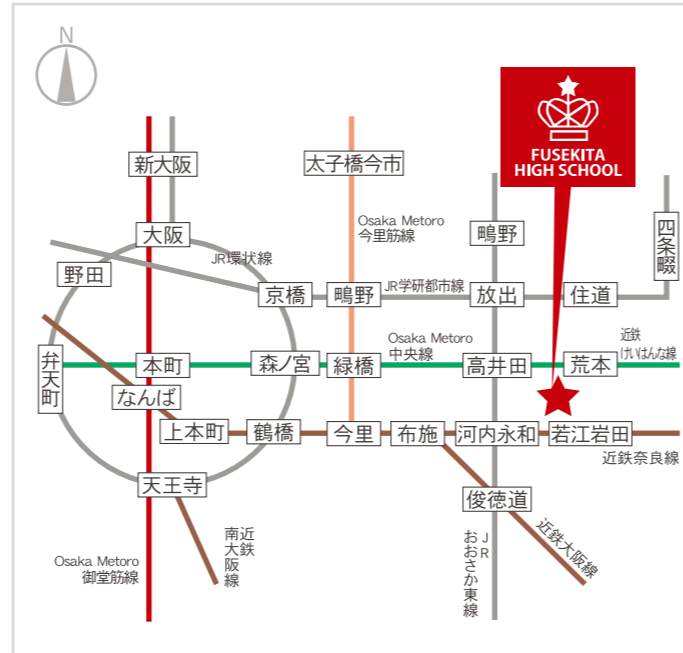 N
FUSEKITA
HIGH SCHOOL
新大阪
太子橋今市
大阪
Osaka Metoro
今里筋線
鴫野
四条畷
JR環状線
野田
京橋
鴫野
JR学研都市線
放出
住道
Osaka Metoro
中央線
近鉄
けいはんな線
弁天町
本町
森ノ宮
緑橋
高井田
荒本
なんば
上本町
鶴橋
今里
布施
河内永和
若江岩田
近鉄奈良線
天王寺
俊徳道
近鉄
南大阪線
Osaka Metoro
御堂筋線
JR
おおさか東線
近鉄大阪線